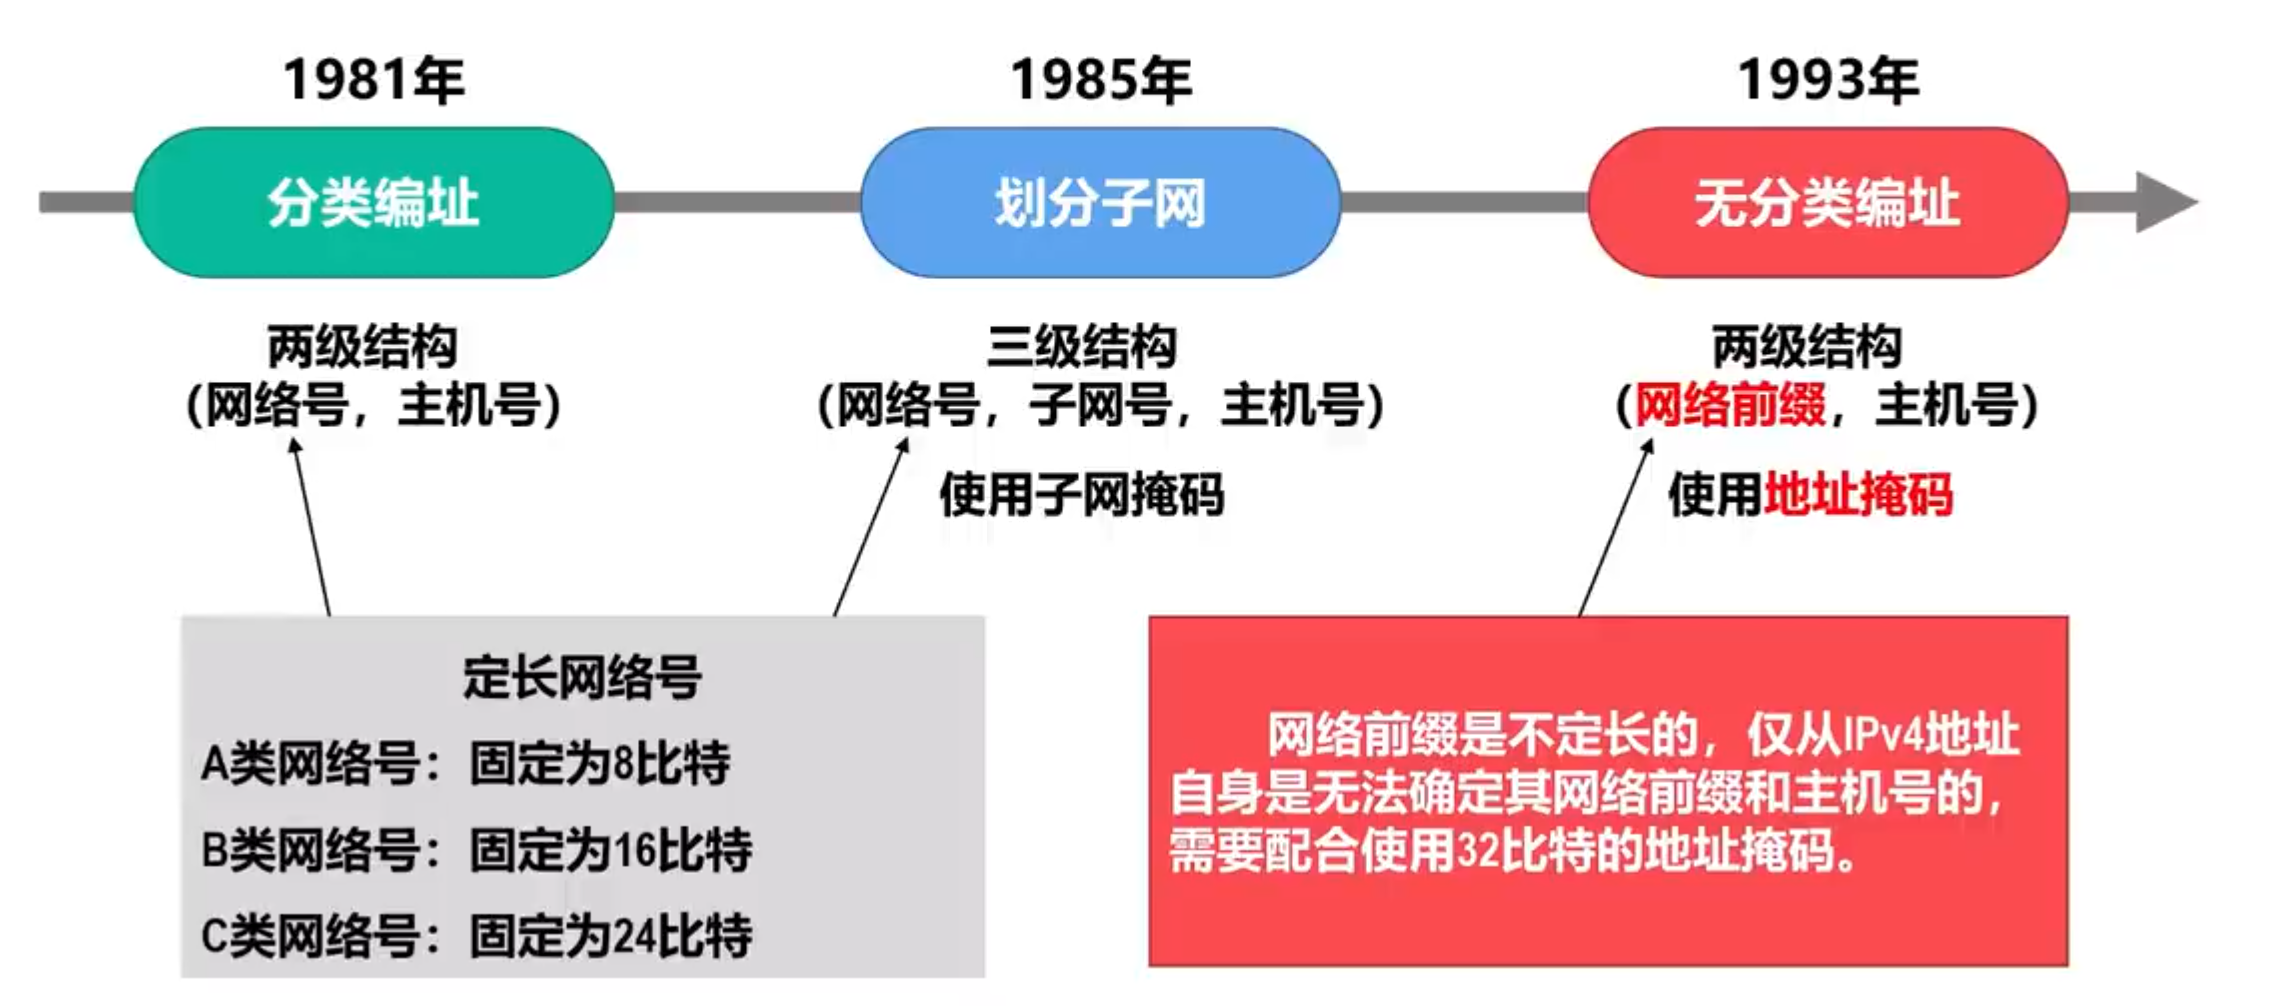 1981年
1985年
1993年
分类编址
划分子网
无分类编址
两级结构
（网络号，主机号）
三级结构
（网络号，子网号，主机号）
使用子网掩码
两级结构
（网络前缀，主机号）
使用地址掩码
定长网络号
A类网络号：固定为8比特
B类网络号：固定为16比特
C类网络号：固定为24比特
网络前缀是不定长的，仅从IPv4地址
自身是无法确定其网络前缀和主机号的，
需要配合使用32比特的地址掩码。